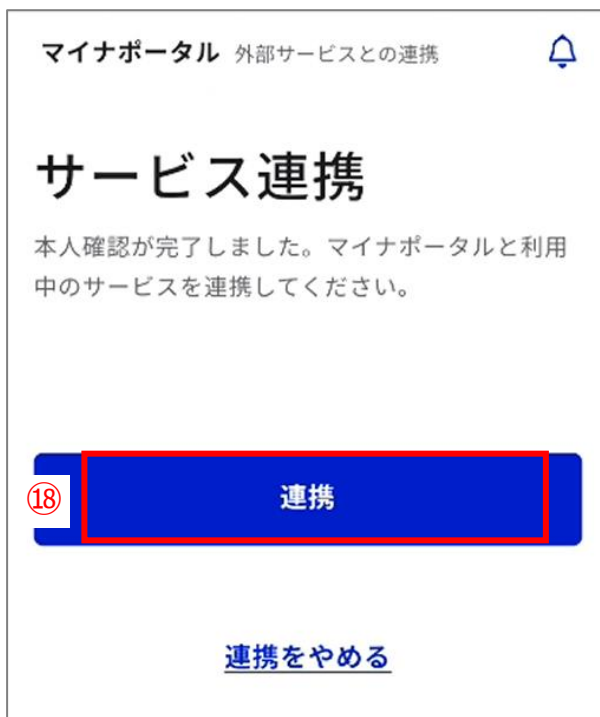 マイナポータル 外部サービスとの連携
サービス連携
本人確認が完了しました。マイナポータルと利用
中のサービスを連携してください。
⑱ 連携
連携をやめる